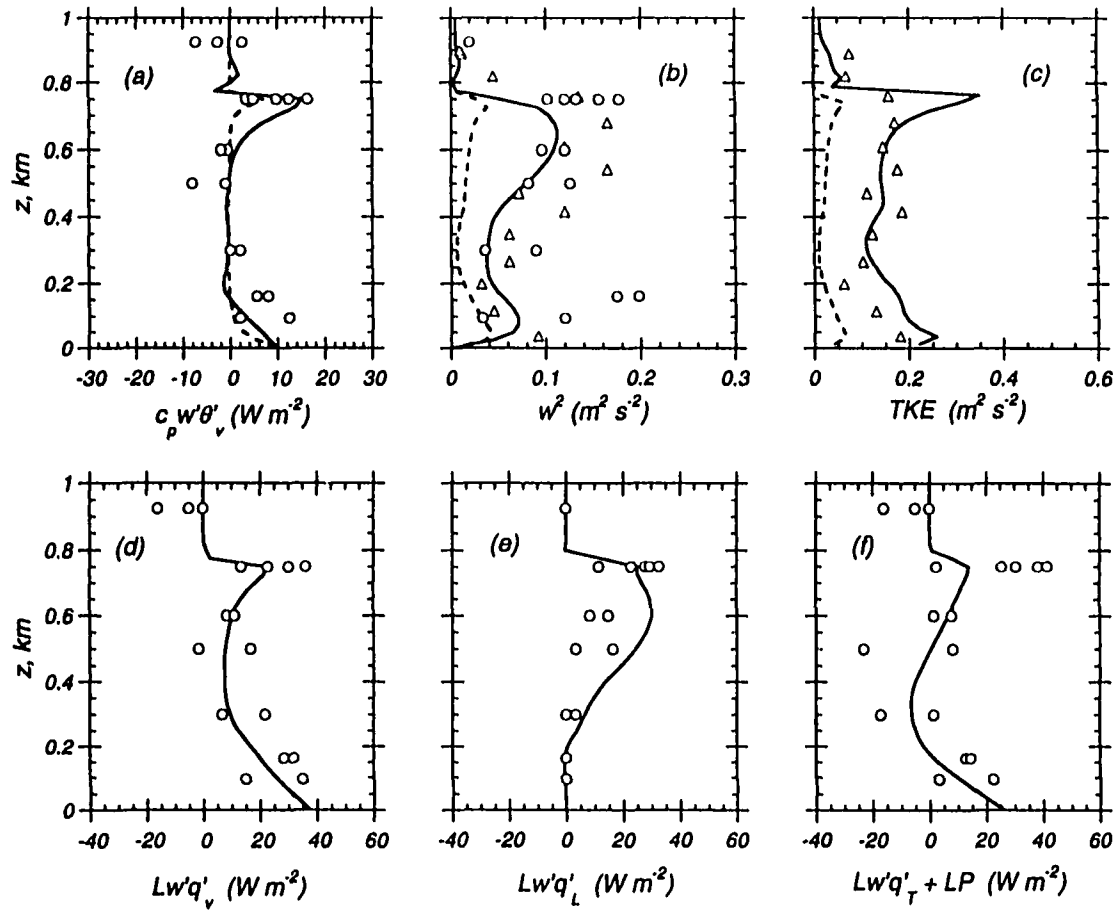 1
0.8
0.6
0.4
0.2
0
z, km
(a)
-30 -20 -10 0 10 20 30
c_p w'θ'_v (W m⁻²)
(b)
0 0.1 0.2 0.3
w² (m² s⁻²)
(c)
0 0.2 0.4 0.6
TKE (m² s⁻²)
1
0.8
0.6
0.4
0.2
0
z, km
(d)
-40 -20 0 20 40 60
Lw'q'_v (W m⁻²)
(e)
-40 -20 0 20 40 60
Lw'q'_L (W m⁻²)
(f)
-40 -20 0 20 40 60
Lw'q'_T + LP (W m⁻²)